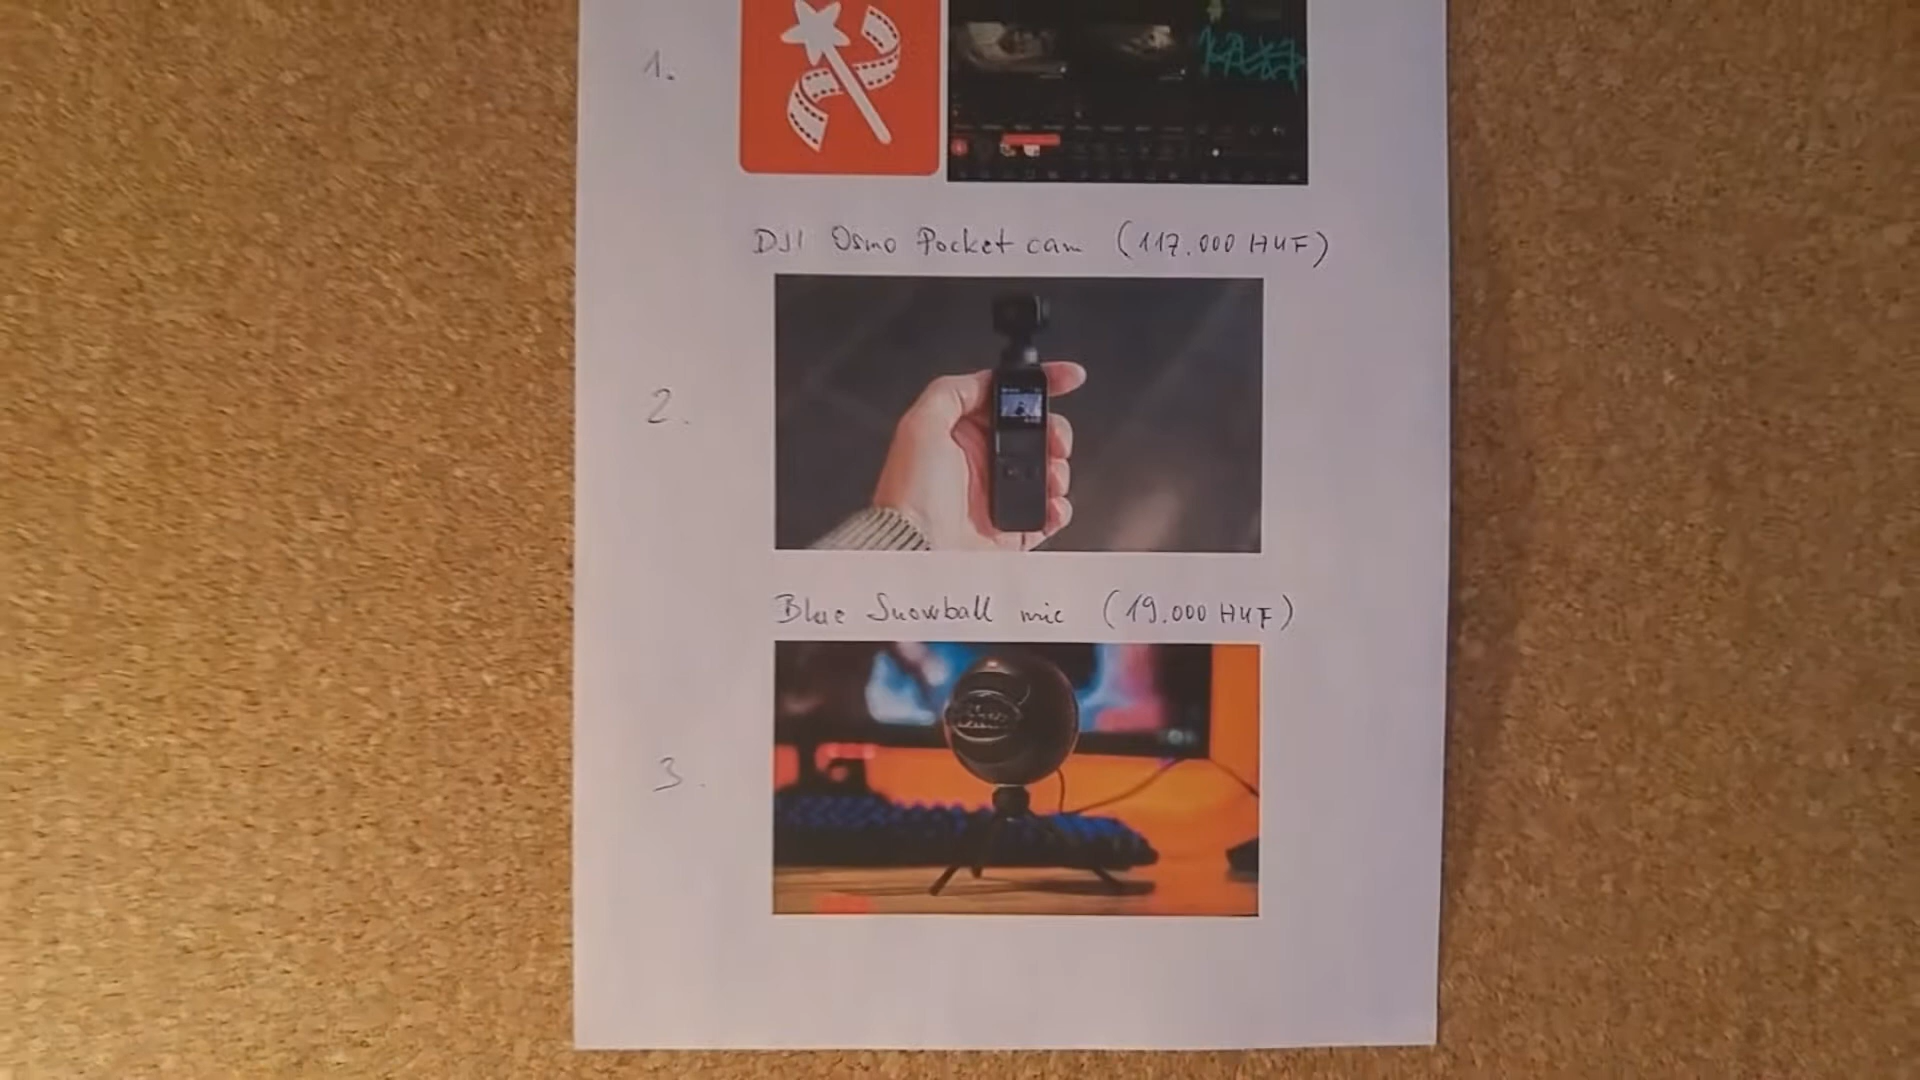 1.
DJI Osmo Pocket cam (117.000 HUF)
2.
Blue Snowball mic (19.000 HUF)
3.